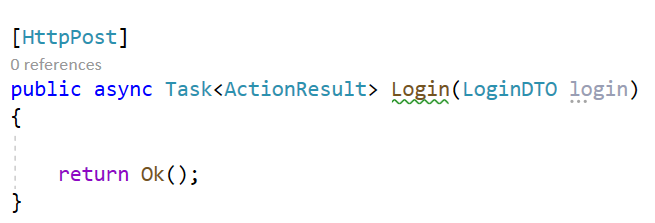 [HttpPost]
0 references
public async Task<ActionResult> Login(LoginDTO login)
{
return Ok();
}